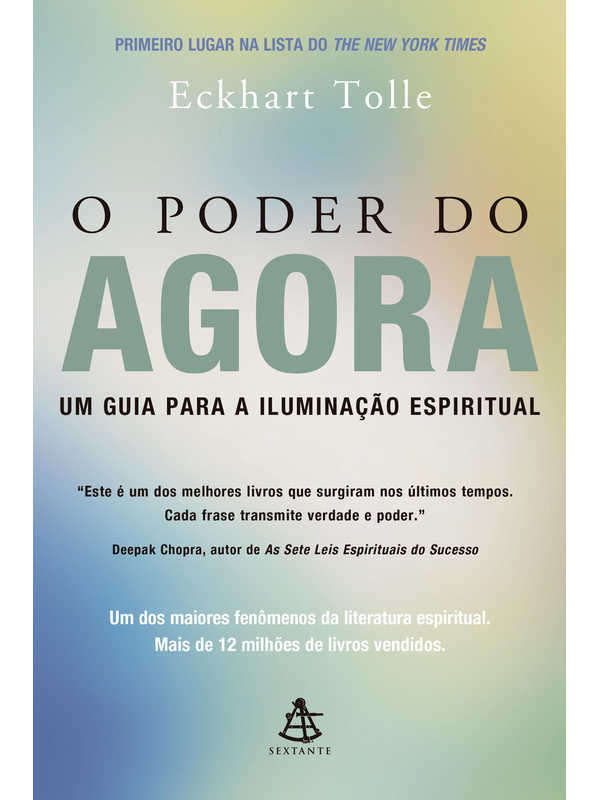 PRIMEIRO LUGAR NA LISTA DO THE NEW YORK TIMES
Eckhart Tolle
O PODER DO
AGORA
UM GUIA PARA A ILUMINAÇÃO ESPIRITUAL
“Este é um dos melhores livros que surgiram nos últimos tempos.
Cada frase transmite verdade e poder.”
Deepak Chopra, autor de As Sete Leis Espirituais do Sucesso
Um dos maiores fenômenos da literatura espiritual.
Mais de 12 milhões de livros vendidos.
SEXTANTE